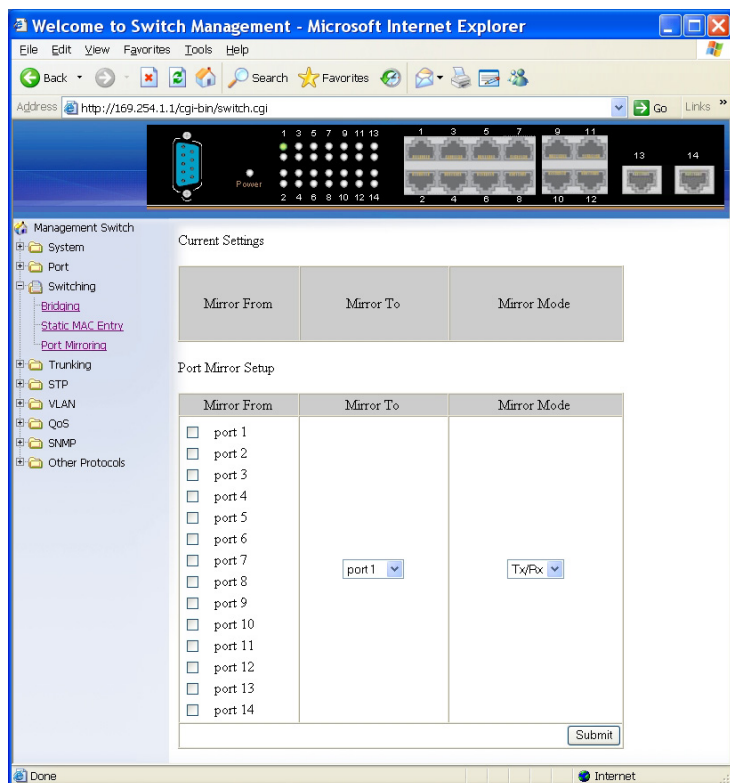 Welcome to Switch Management - Microsoft Internet Explorer
File Edit View Favorites Tools Help
Back Search Favorites
Address http://169.254.1.1/cgi-bin/switch.cgi Go Links »
1 3 5 7 9 11 13
Power
2 4 6 8 10 12 14
1 3 5 7 9 11
2 4 6 8 10 12
13 14
Management Switch
System
Port
Switching
Bridging
Static MAC Entry
Port Mirroring
Trunking
STP
VLAN
QoS
SNMP
Other Protocols
Current Settings
Mirror From Mirror To Mirror Mode
Port Mirror Setup
Mirror From Mirror To Mirror Mode
port 1
port 2
port 3
port 4
port 5
port 6
port 7
port 8
port 9
port 10
port 11
port 12
port 13
port 14
port 1
Tx/Rx
Submit
Done Internet